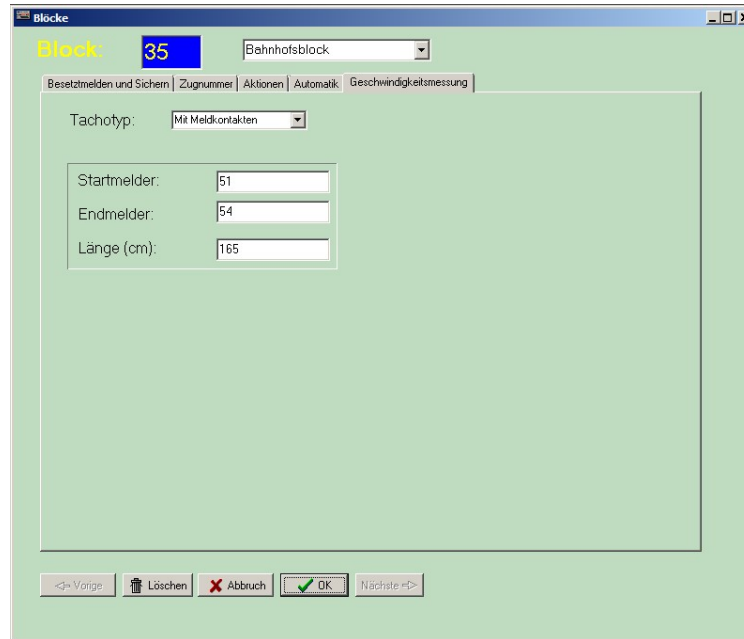 Blöcke
Block: 35 Bahnhofsblock
Besetztmelden und Sichern Zugnummer Aktionen Automatik Geschwindigkeitsmessung
Tachotyp: Mit Meldkontakten
Startmelder: 51
Endmelder: 54
Länge (cm): 165
Vorige Löschen Abbruch OK Nächste